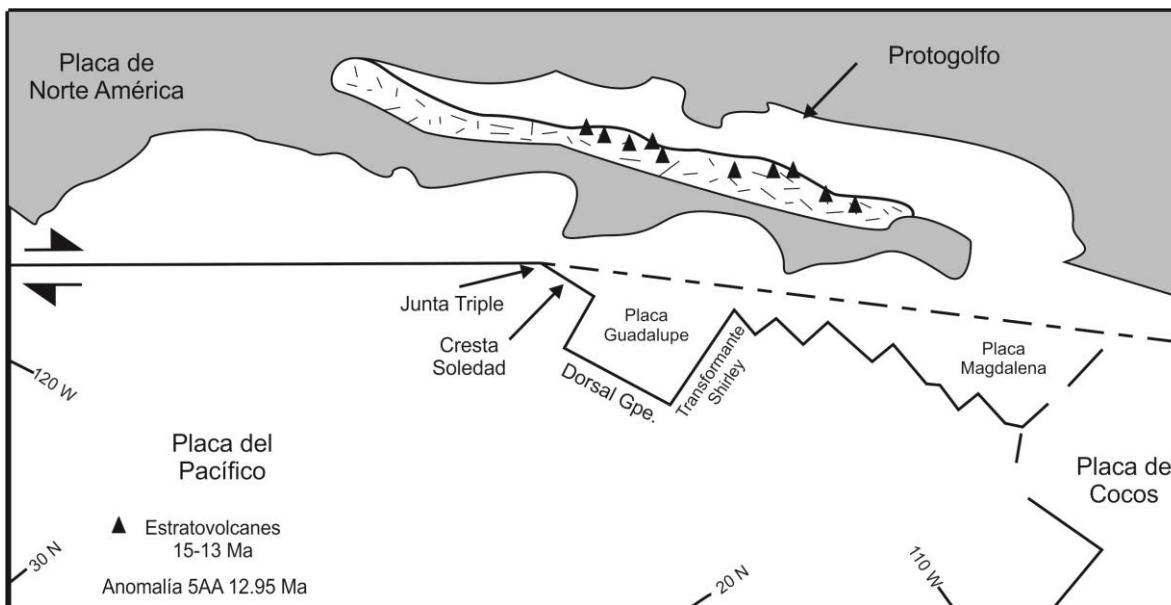 Placa de
Norte América
Protogolfo
Junta Triple
Cresta
Soledad
Placa
Guadalupe
Dorsal Gpe.
Transformante
Shirley
Placa
Magdalena
120 W
Placa del
Pacífico
Placa de
Cocos
Estratovolcanes
15-13 Ma
Anomalía 5AA 12.95 Ma
30 N
20 N
110 W